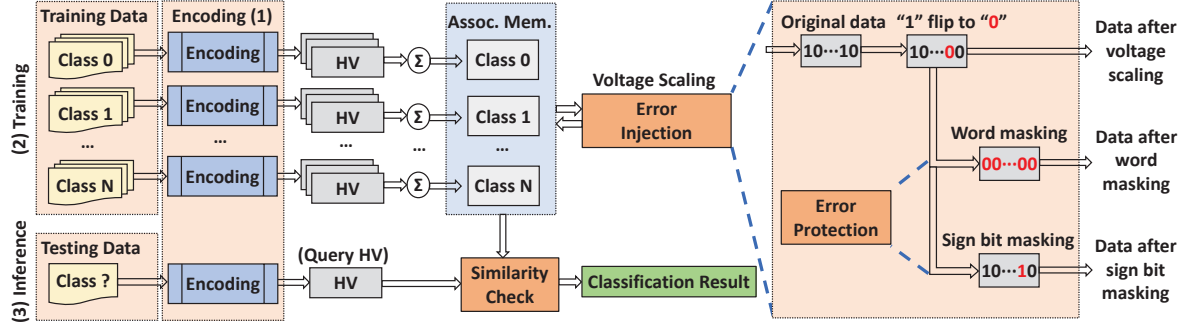 Training Data
Encoding (1)
Assoc. Mem.
(2) Training
Class 0
Encoding
HV
Σ
Class 0
Class 1
Encoding
HV
Σ
Class 1
...
...
...
...
...
Class N
Encoding
HV
Σ
Class N
Voltage Scaling
Error
Injection
Original data
“1” flip to “0”
10···10
10···00
Data after
voltage
scaling
Word masking
00···00
Data after
word
masking
Error
Protection
Sign bit masking
10···10
Data after
sign bit
masking
(3) Inference
Testing Data
Class ?
Encoding
(Query HV)
HV
Similarity
Check
Classification Result